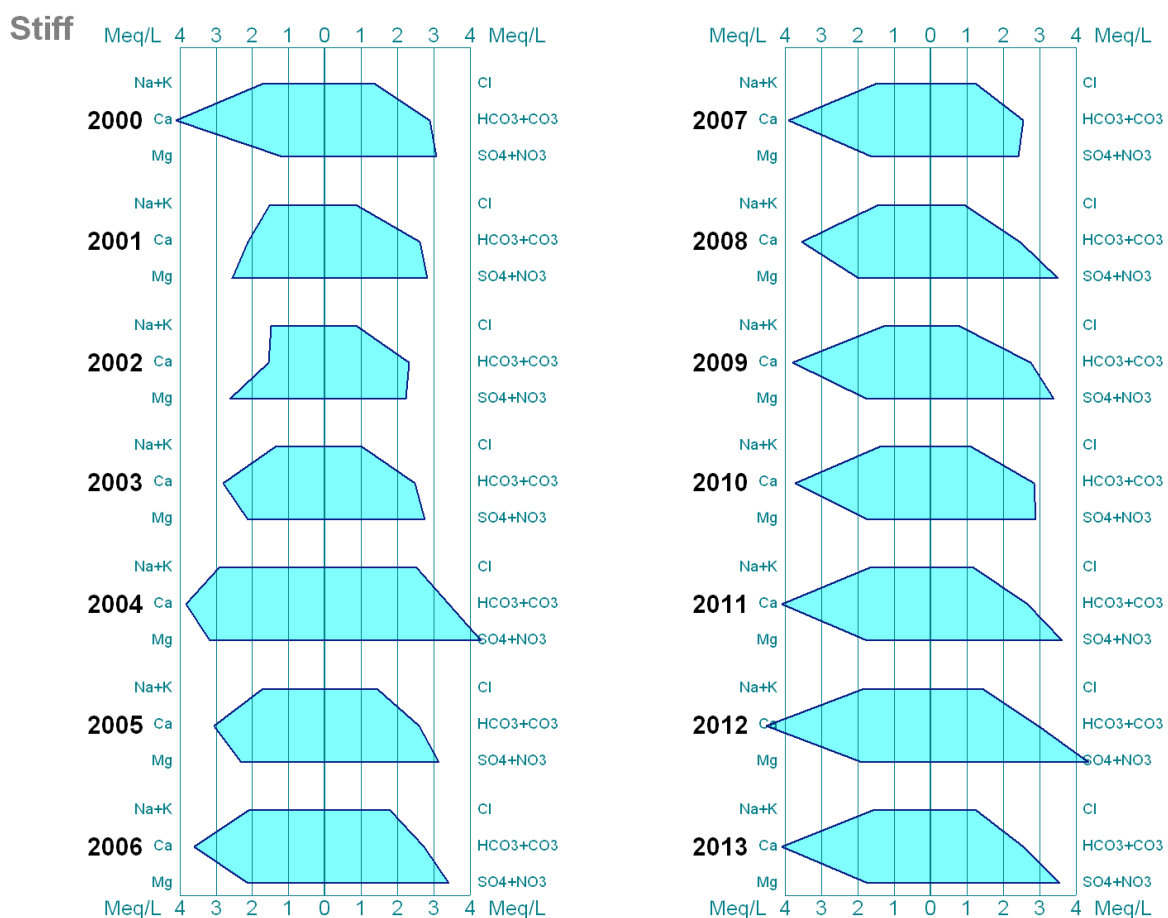 Stiff
Meq/L 4 3 2 1 0 1 2 3 4 Meq/L
Na+K Cl
2000 Ca HCO3+CO3
Mg SO4+NO3
Na+K Cl
2001 Ca HCO3+CO3
Mg SO4+NO3
Na+K Cl
2002 Ca HCO3+CO3
Mg SO4+NO3
Na+K Cl
2003 Ca HCO3+CO3
Mg SO4+NO3
Na+K Cl
2004 Ca HCO3+CO3
Mg SO4+NO3
Na+K Cl
2005 Ca HCO3+CO3
Mg SO4+NO3
Na+K Cl
2006 Ca HCO3+CO3
Mg SO4+NO3
Meq/L 4 3 2 1 0 1 2 3 4 Meq/L
Meq/L 4 3 2 1 0 1 2 3 4 Meq/L
Na+K Cl
2007 Ca HCO3+CO3
Mg SO4+NO3
Na+K Cl
2008 Ca HCO3+CO3
Mg SO4+NO3
Na+K Cl
2009 Ca HCO3+CO3
Mg SO4+NO3
Na+K Cl
2010 Ca HCO3+CO3
Mg SO4+NO3
Na+K Cl
2011 Ca HCO3+CO3
Mg SO4+NO3
Na+K Cl
2012 Ca HCO3+CO3
Mg SO4+NO3
Na+K Cl
2013 Ca HCO3+CO3
Mg SO4+NO3
Meq/L 4 3 2 1 0 1 2 3 4 Meq/L